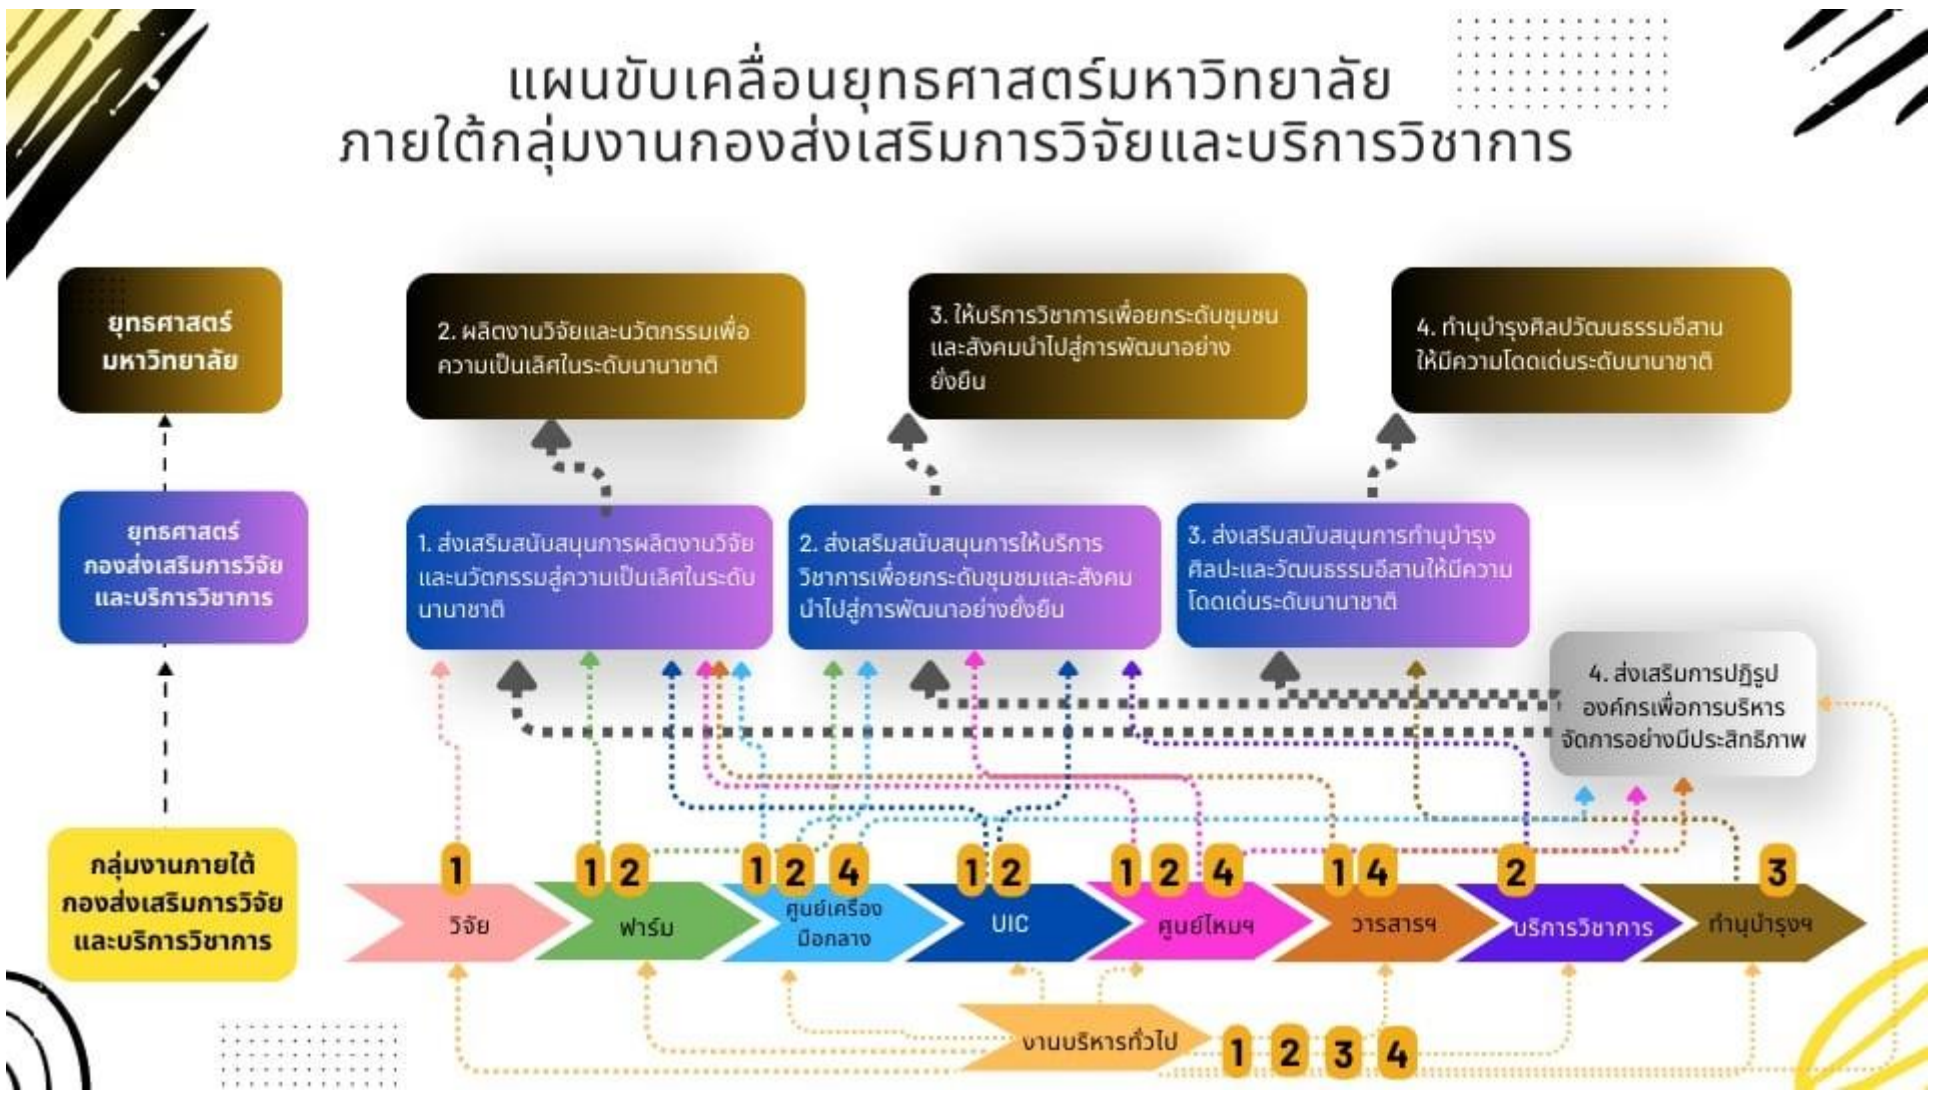 แผนขับเคลื่อนยุทธศาสตร์มหาวิทยาลัย
ภายใต้กลุ่มงานกองส่งเสริมการวิจัยและบริการวิชาการ
ยุทธศาสตร์
มหาวิทยาลัย
2. ผลิตงานวิจัยและนวัตกรรมเพื่อ
ความเป็นเลิศในระดับนานาชาติ
3. ให้บริการวิชาการเพื่อยกระดับชุมชน
และสังคมนำไปสู่การพัฒนาอย่าง
ยั่งยืน
4. ทำนุบำรุงศิลปวัฒนธรรมอีสาน
ให้มีความโดดเด่นระดับนานาชาติ
ยุทธศาสตร์
กองส่งเสริมการวิจัย
และบริการวิชาการ
1. ส่งเสริมสนับสนุนการผลิตงานวิจัย
และนวัตกรรมสู่ความเป็นเลิศในระดับ
นานาชาติ
2. ส่งเสริมสนับสนุนการให้บริการ
วิชาการเพื่อยกระดับชุมชมและสังคม
นำไปสู่การพัฒนาอย่างยั่งยืน
3. ส่งเสริมสนับสนุนการทำนุบำรุง
ศิลปะและวัฒนธรรมอีสานให้มีความ
โดดเด่นระดับนานาชาติ
4. ส่งเสริมการปฏิรูป
องค์กรเพื่อการบริหาร
จัดการอย่างมีประสิทธิภาพ
กลุ่มงานภายใต้
กองส่งเสริมการวิจัย
และบริการวิชาการ
1
วิจัย
1 2
ฟาร์ม
1 2 4
ศูนย์เครื่อง
มือกลาง
1 2
UIC
1 2 4
ศูนย์ไหมฯ
1 4
วารสารฯ
2
บริการวิชาการ
3
ทำนุบำรุงฯ
งานบริหารทั่วไป
1 2 3 4